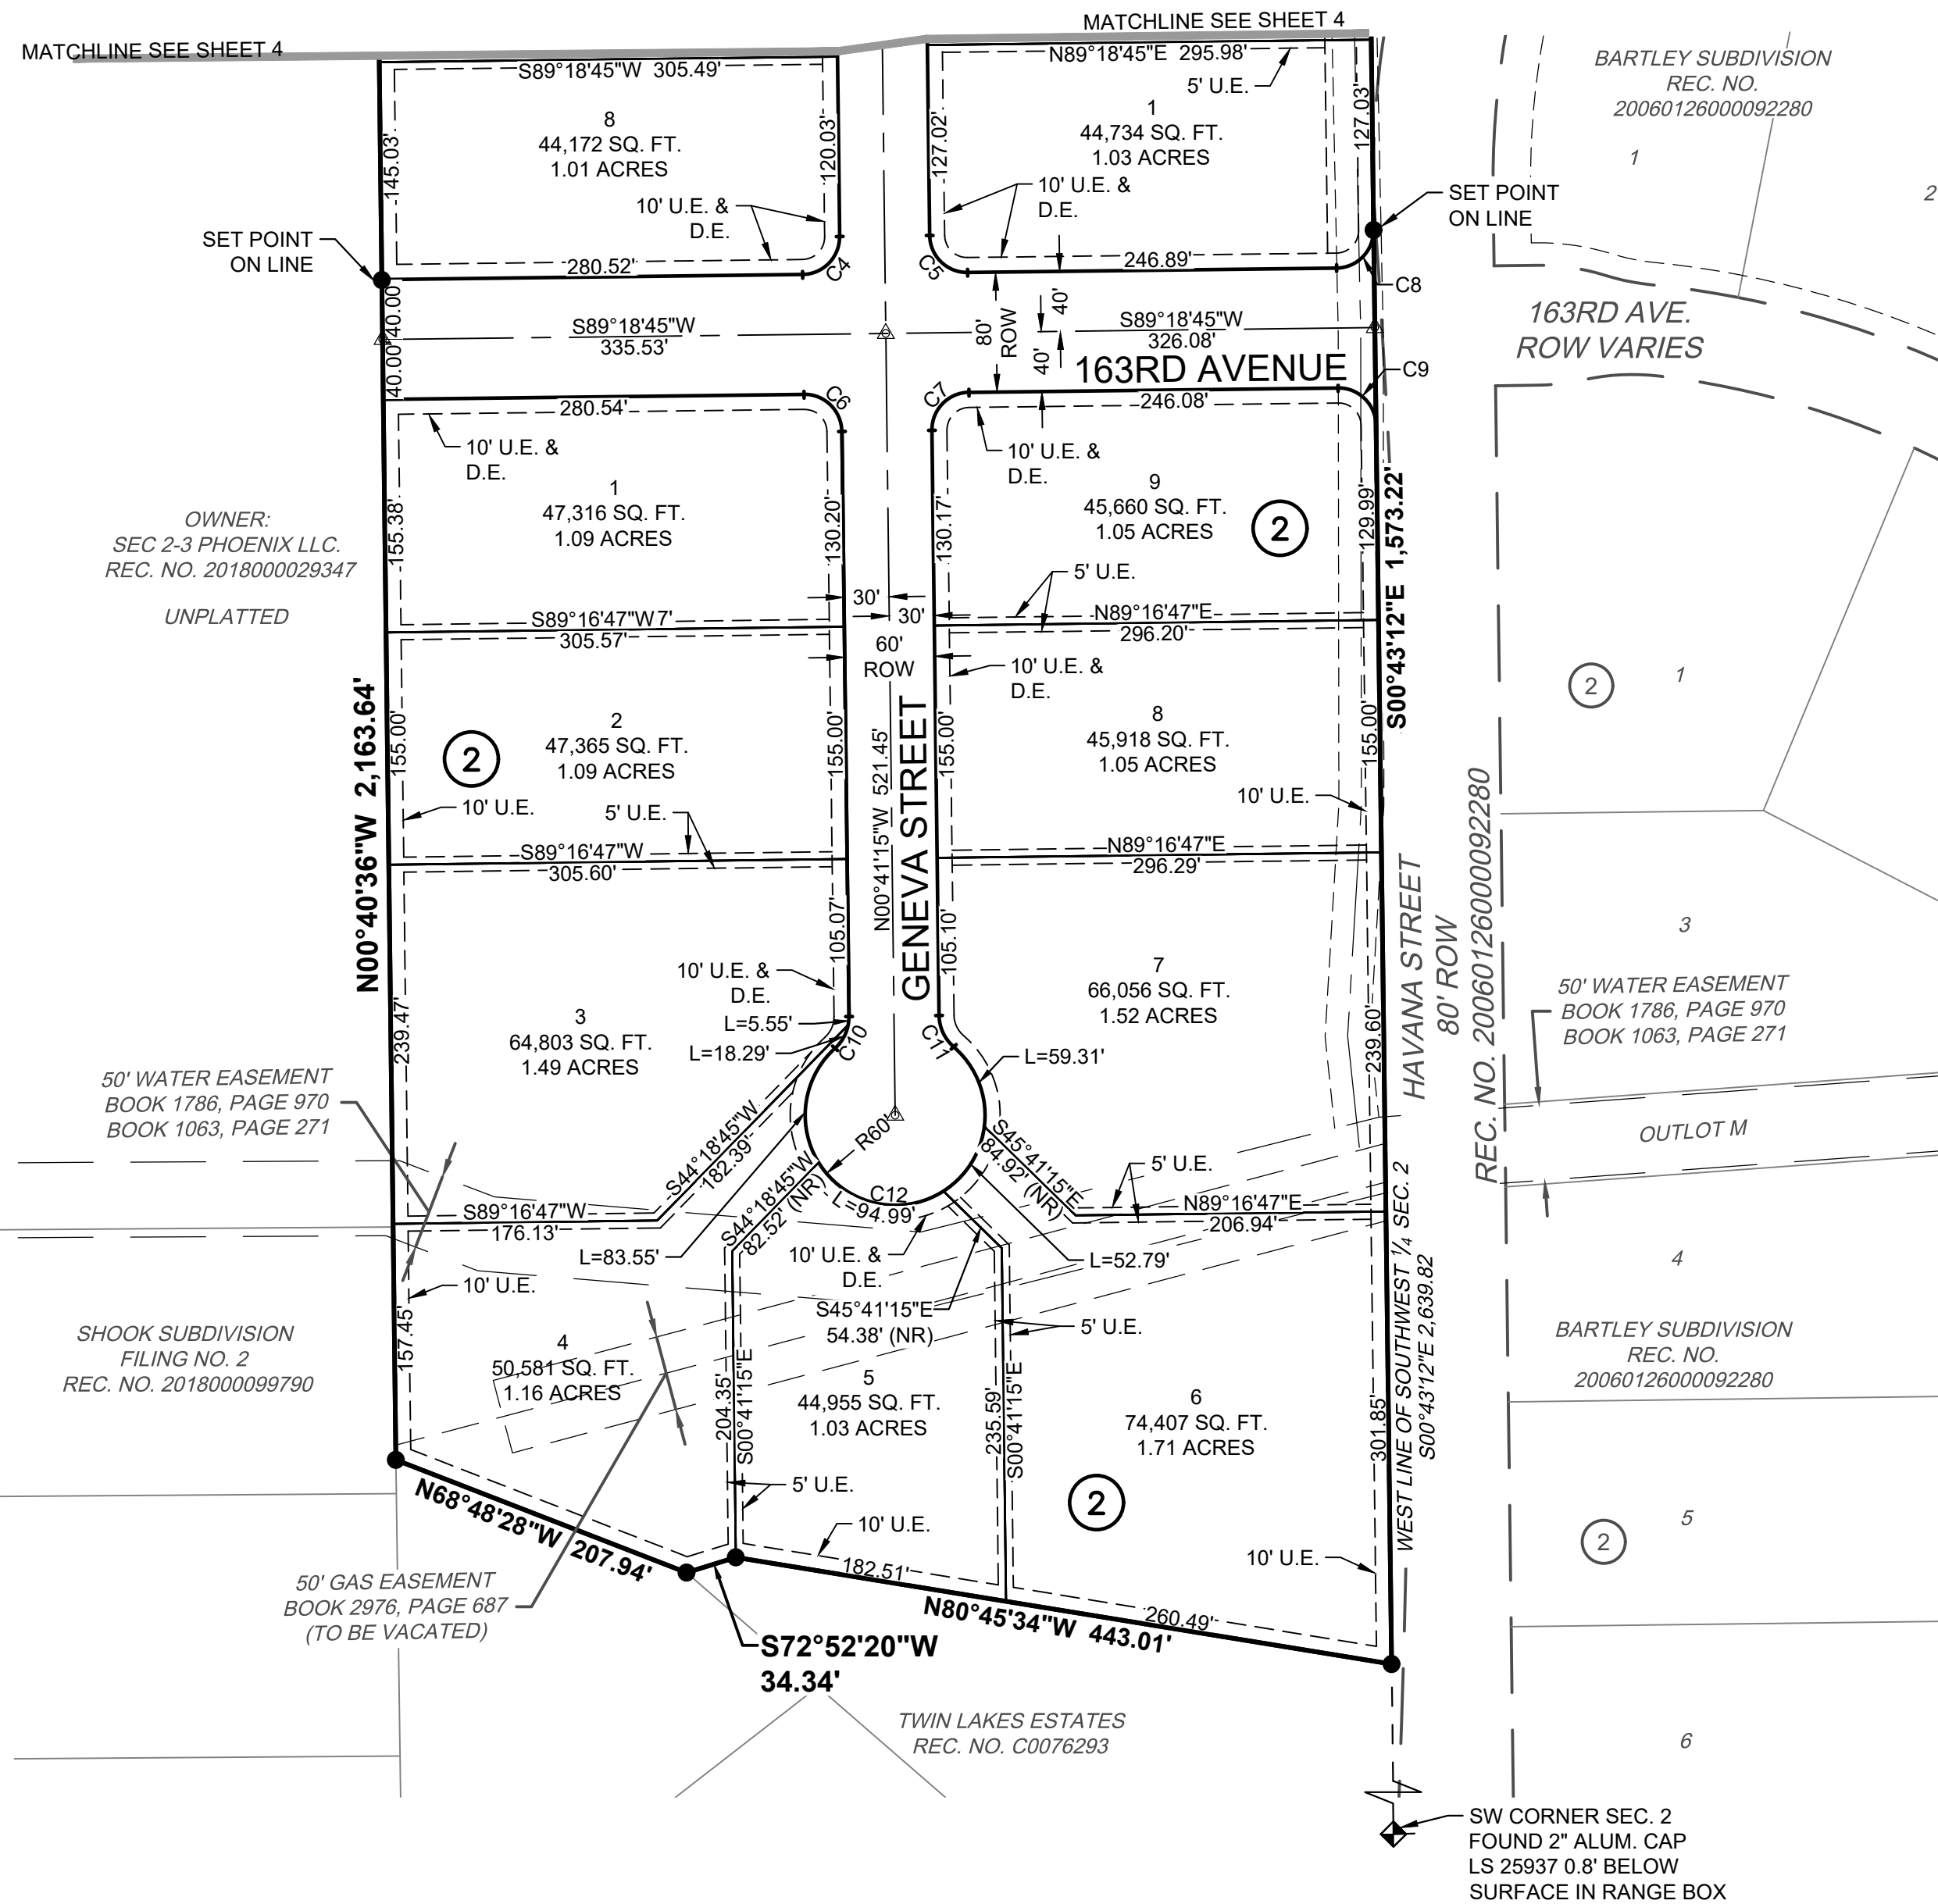 MATCHLINE SEE SHEET 4
MATCHLINE SEE SHEET 4
S89°18'45"W 305.49'
N89°18'45"E 295.98'
5' U.E.
BARTLEY SUBDIVISION
REC. NO.
20060126000092280
1
2
145.03'
8
44,172 SQ. FT.
1.01 ACRES
120.03'
127.02'
1
44,734 SQ. FT.
1.03 ACRES
127.03'
10' U.E. &
D.E.
10' U.E. &
D.E.
SET POINT
ON LINE
SET POINT
ON LINE
280.52'
C4
C5
246.89'
C8
40.00'
40.00'
S89°18'45"W
335.53'
80'
ROW
40'
40'
S89°18'45"W
326.08'
163RD AVENUE
163RD AVE.
ROW VARIES
C9
280.54'
C6
C7
246.08'
10' U.E. &
D.E.
10' U.E. &
D.E.
OWNER:
SEC 2-3 PHOENIX LLC.
REC. NO. 2018000029347
UNPLATTED
155.38'
1
47,316 SQ. FT.
1.09 ACRES
130.20'
130.17'
9
45,660 SQ. FT.
1.05 ACRES
2
129.99'
S00°43'12"E 1,573.22'
5' U.E.
30'
30'
S89°16'47"W 7'
305.57'
N89°16'47"E
296.20'
60'
ROW
10' U.E. &
D.E.
2
1
N00°40'36"W 2,163.64'
155.00'
2
2
47,365 SQ. FT.
1.09 ACRES
155.00'
N00°41'15"W 521.45'
GENEVA STREET
155.00'
8
45,918 SQ. FT.
1.05 ACRES
155.00'
10' U.E.
5' U.E.
10' U.E.
S89°16'47"W
305.60'
N89°16'47"E
296.29'
HAVANA STREET
80' ROW
REC. NO. 20060126000092280
3
105.07'
105.10'
10' U.E. &
D.E.
239.47'
3
64,803 SQ. FT.
1.49 ACRES
L=5.55'
L=18.29'
C10
C11
L=59.31'
7
66,056 SQ. FT.
1.52 ACRES
239.60'
50' WATER EASEMENT
BOOK 1786, PAGE 970
BOOK 1063, PAGE 271
50' WATER EASEMENT
BOOK 1786, PAGE 970
BOOK 1063, PAGE 271
OUTLOT M
R60'
S44°18'45"W
182.39'
S45°41'15"E
84.92' (NR)
5' U.E.
S44°18'45"W
82.52' (NR)
C12
L=94.99'
S89°16'47"W
176.13'
N89°16'47"E
206.94'
L=83.55'
10' U.E. &
D.E.
L=52.79'
10' U.E.
S45°41'15"E
54.38' (NR)
5' U.E.
WEST LINE OF SOUTHWEST 1/4 SEC. 2
S00°43'12"E 2,639.82
4
SHOOK SUBDIVISION
FILING NO. 2
REC. NO. 2018000099790
157.45'
4
50,581 SQ. FT.
1.16 ACRES
204.35'
S00°41'15"E
5
44,955 SQ. FT.
1.03 ACRES
235.59'
S00°41'15"E
6
74,407 SQ. FT.
1.71 ACRES
301.85'
BARTLEY SUBDIVISION
REC. NO.
20060126000092280
5' U.E.
10' U.E.
2
10' U.E.
2
5
N68°48'28"W 207.94'
182.51'
N80°45'34"W 443.01'
260.49'
50' GAS EASEMENT
BOOK 2976, PAGE 687
(TO BE VACATED)
S72°52'20"W
34.34'
TWIN LAKES ESTATES
REC. NO. C0076293
6
SW CORNER SEC. 2
FOUND 2" ALUM. CAP
LS 25937 0.8' BELOW
SURFACE IN RANGE BOX